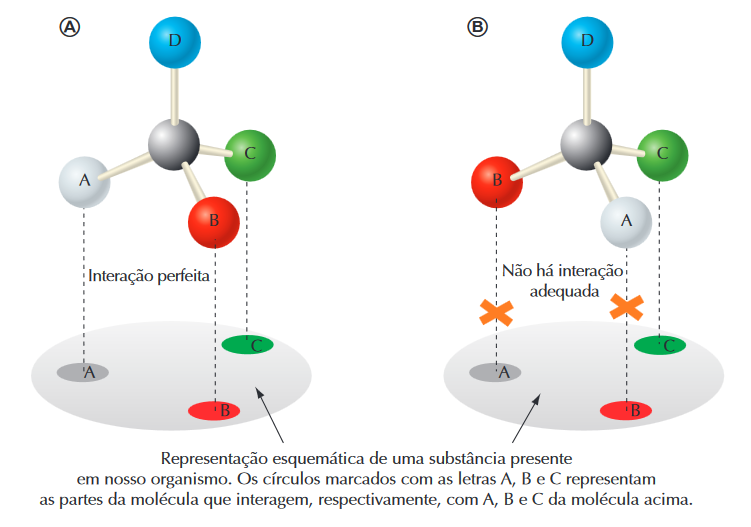 A
B
D
D
C
C
A
B
B
A
Interação perfeita
Não há interação
adequada
C
C
A
A
B
B
Representação esquemática de uma substância presente
em nosso organismo. Os círculos marcados com as letras A, B e C representam
as partes da molécula que interagem, respectivamente, com A, B e C da molécula acima.